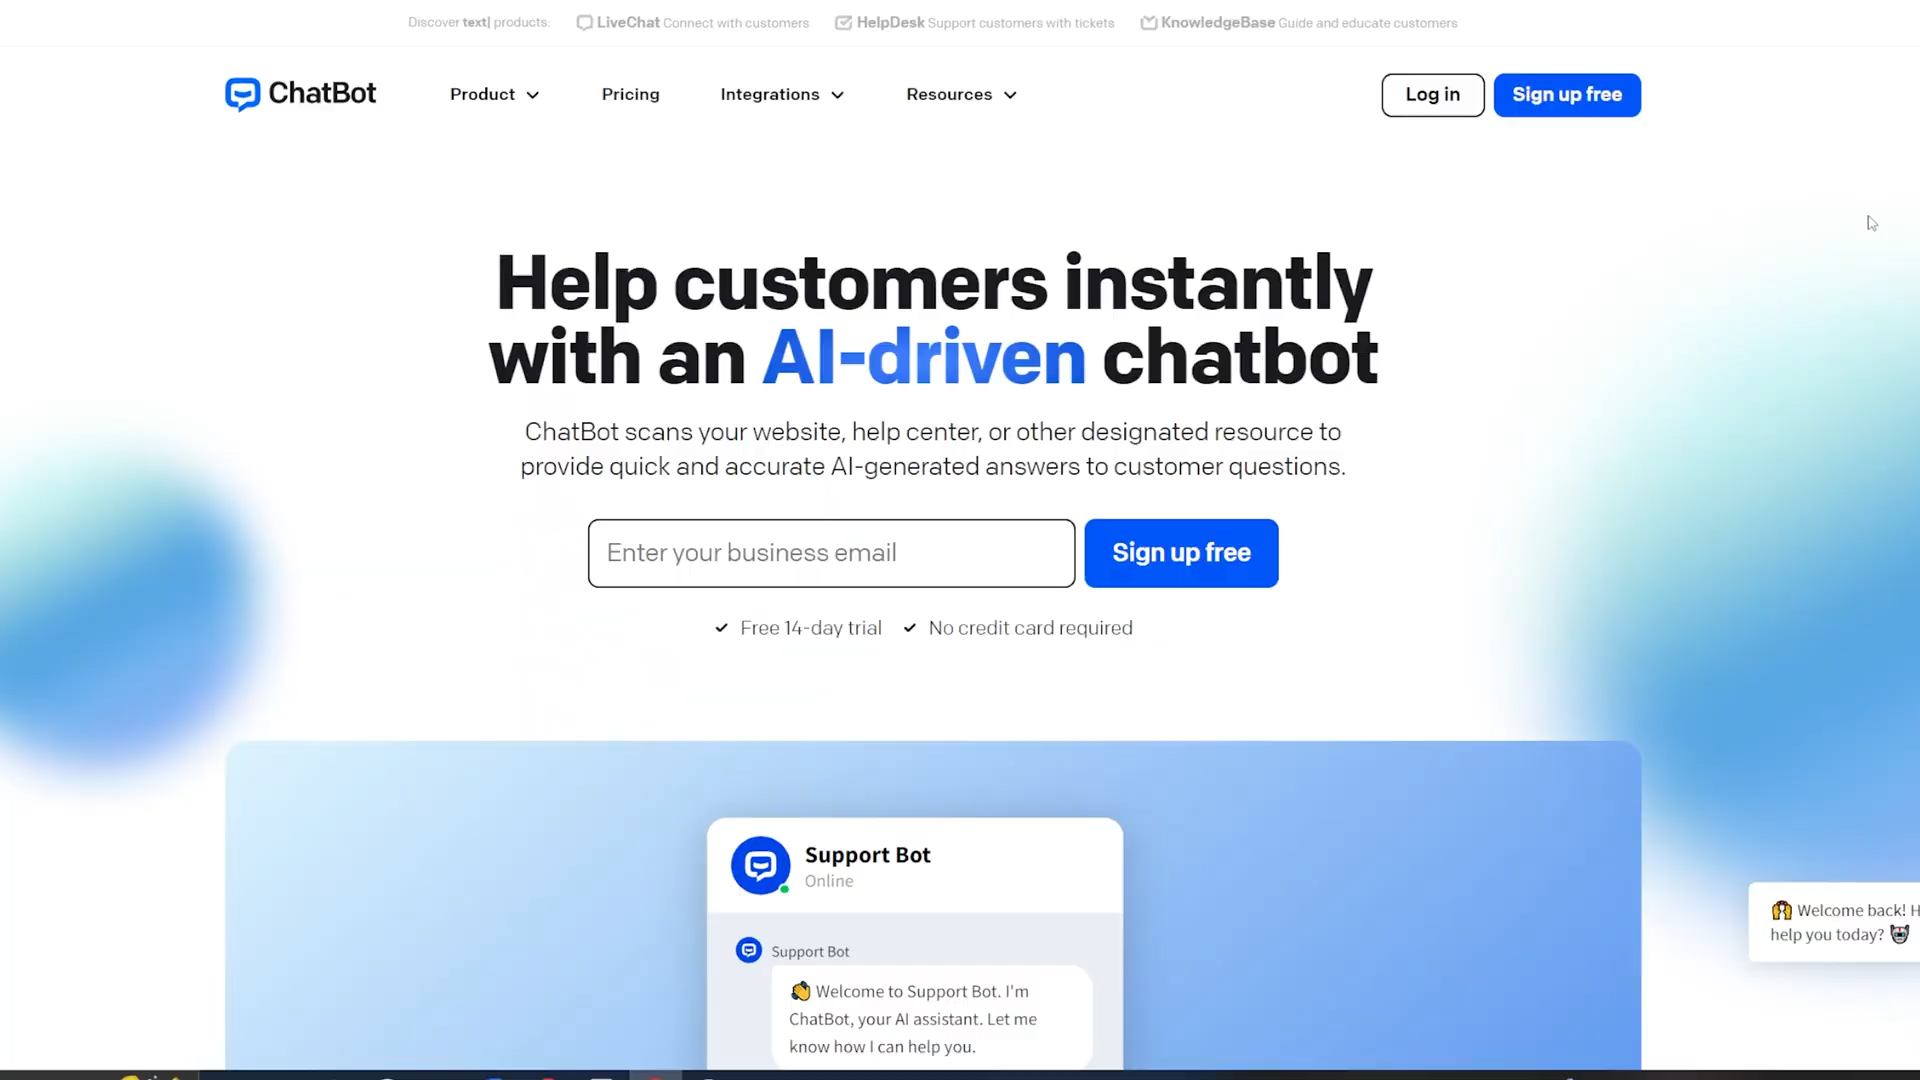 Discover text| products:
LiveChat Connect with customers
HelpDesk Support customers with tickets
KnowledgeBase Guide and educate customers
ChatBot
Product
Pricing
Integrations
Resources
Log in
Sign up free
Help customers instantly
with an AI-driven chatbot
ChatBot scans your website, help center, or other designated resource to
provide quick and accurate AI-generated answers to customer questions.
Enter your business email
Sign up free
Free 14-day trial
No credit card required
Support Bot
Online
Support Bot
👏 Welcome to Support Bot. I'm
ChatBot, your AI assistant. Let me
know how I can help you.
🙌 Welcome back! H
help you today? 🤖